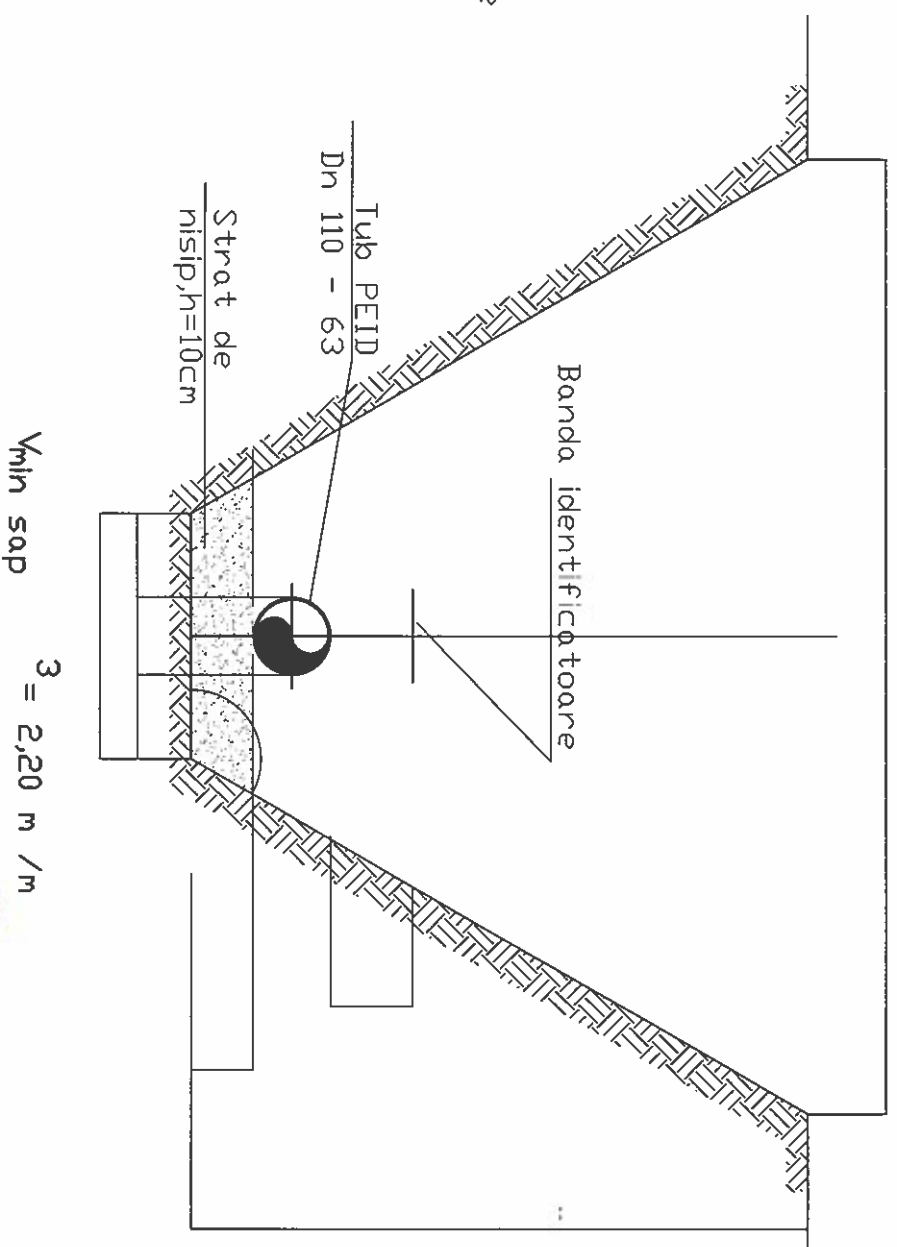 Banda identificatoare
Tub PEID
Dn 110 - 63
Strat de
nisip,h=10cm
Vmin sap 3
= 2,20 m /m